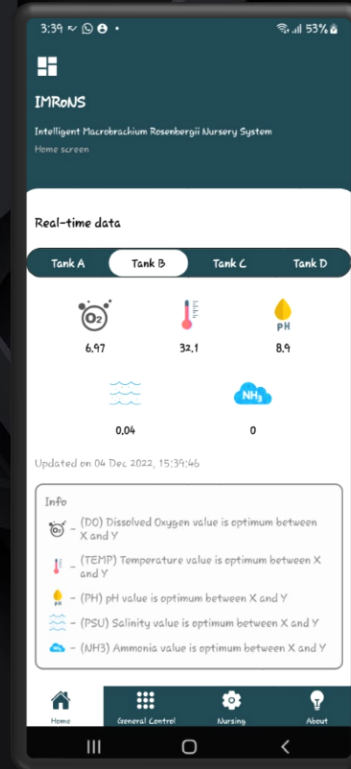 3:39
53%
IMRoNS
Intelligent Macrobrachium Rosenbergii Nursery System
Home screen
Real-time data
Tank A Tank B Tank C Tank D
O2 PH
6.97 32.1 8.9
NH3
0.04 0
Updated on 04 Dec 2022, 15:39:46
Info
- (DO) Dissolved Oxygen value is optimum between
X and Y
- (TEMP) Temperature value is optimum between X
and Y
- (PH) pH value is optimum between X and Y
- (PSU) Salinity value is optimum between X and Y
- (NH3) Ammonia value is optimum between X and Y
Home General Control Nursing About